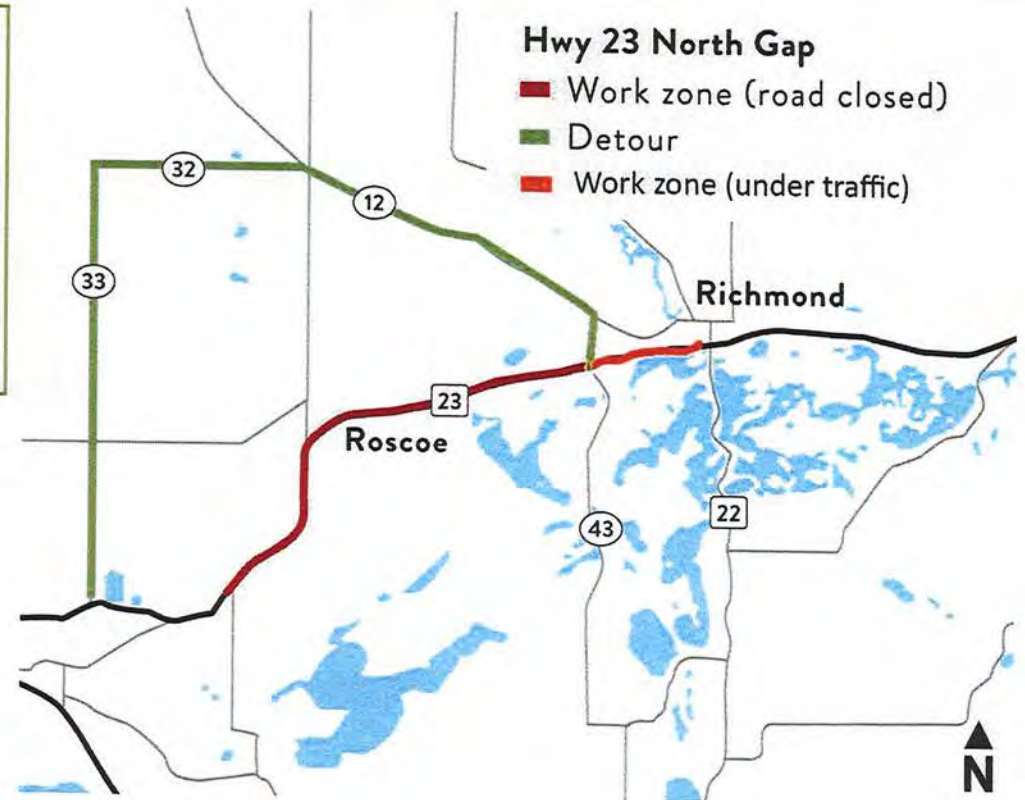 Hwy 23 North Gap
Work zone (road closed)
Detour
Work zone (under traffic)
32
12
33
Richmond
23
Roscoe
43
22
N